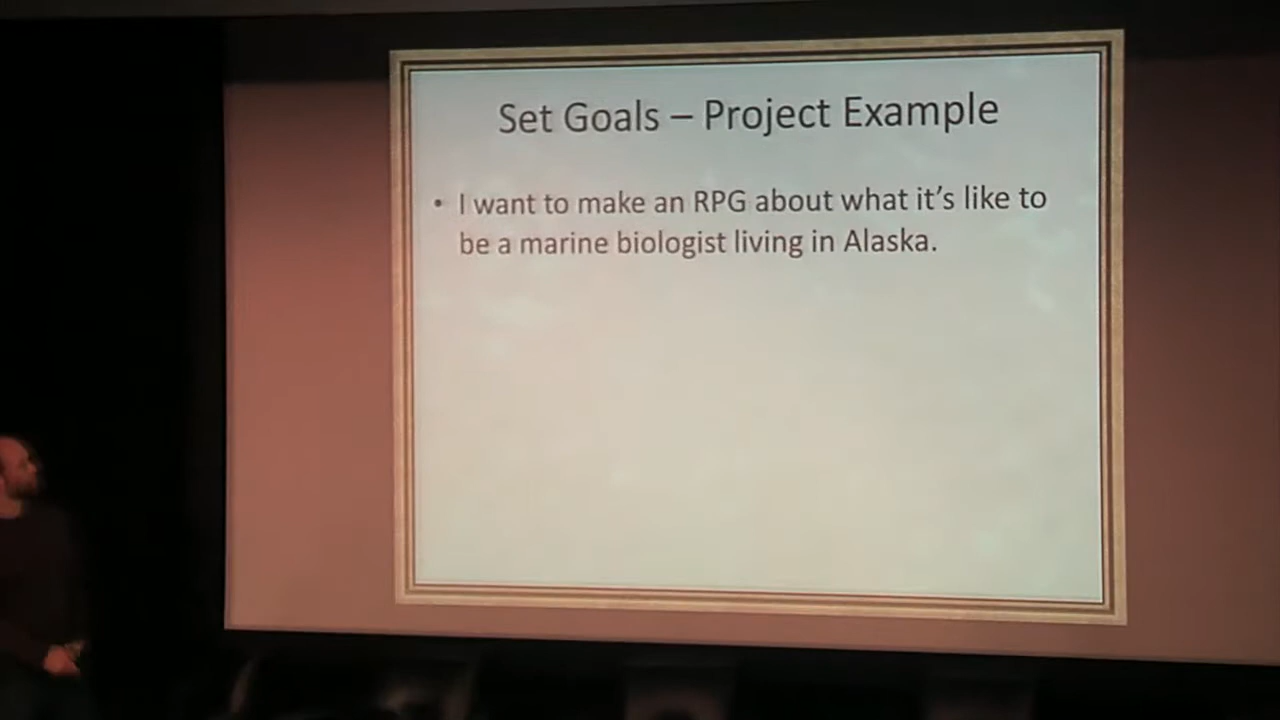 Set Goals – Project Example
• I want to make an RPG about what it's like to
be a marine biologist living in Alaska.